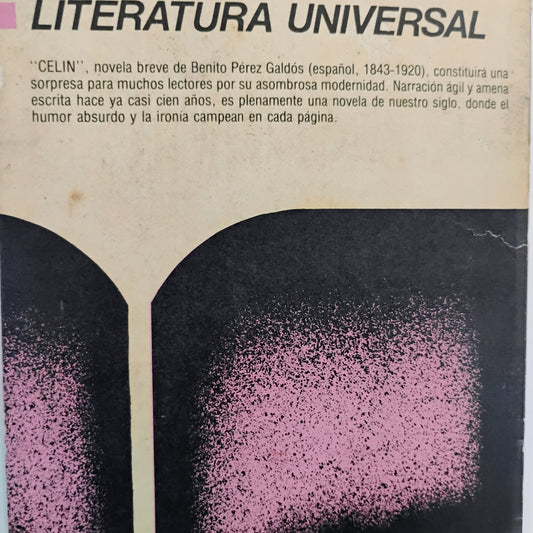 LITERATURA UNIVERSAL
"CELIN", novela breve de Benito Pérez Galdós (español, 1843-1920), constituirá una
sorpresa para muchos lectores por su asombrosa modernidad. Narración ágil y amena
escrita hace ya casi cien años, es plenamente una novela de nuestro siglo, donde el
humor absurdo y la ironía campean en cada página.